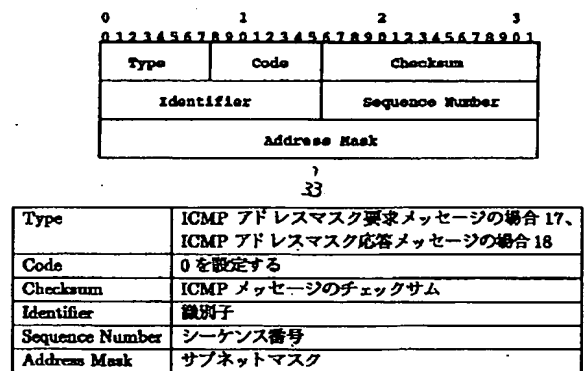 0 1 2 3
0 1 2 3 4 5 6 7 8 9 0 1 2 3 4 5 6 7 8 9 0 1 2 3 4 5 6 7 8 9 0 1
Type Code Checksum
Identifier Sequence Number
Address Mask
33
Type ICMP アドレスマスク要求メッセージの場合 17、
ICMP アドレスマスク応答メッセージの場合 18
Code 0 を設定する
Checksum ICMP メッセージのチェックサム
Identifier 識別子
Sequence Number シーケンス番号
Address Mask サブネットマスク